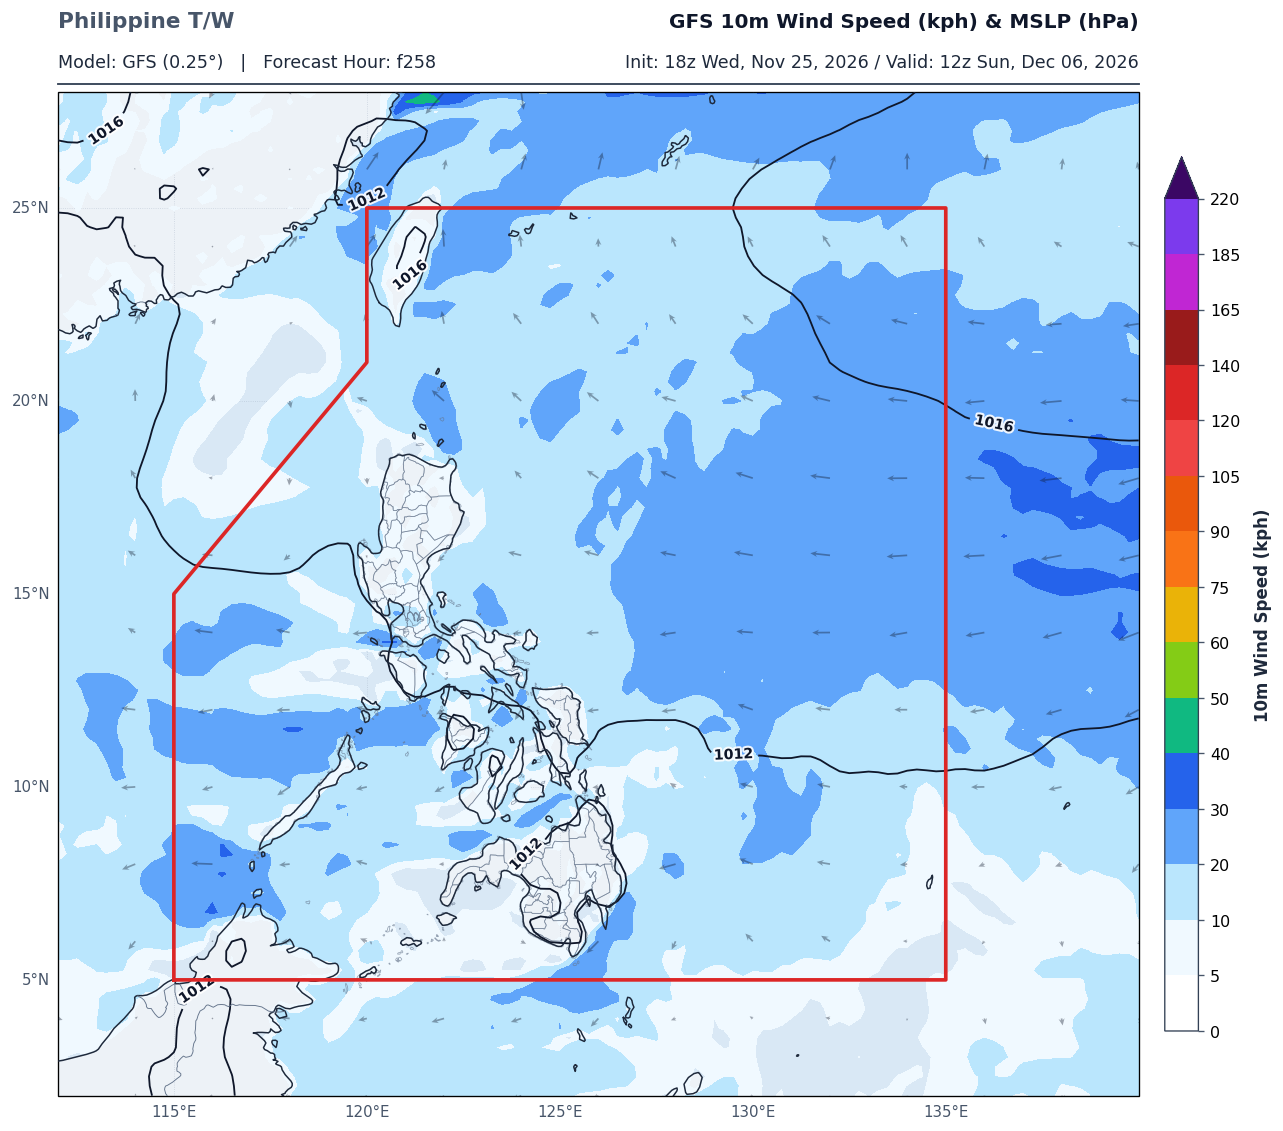 Philippine T/W
GFS 10m Wind Speed (kph) & MSLP (hPa)
Model: GFS (0.25°)   |   Forecast Hour: f258
Init: 18z Wed, Nov 25, 2026 / Valid: 12z Sun, Dec 06, 2026
1016
1012
1016
1016
1012
1012
1012
25°N
20°N
15°N
10°N
5°N
115°E
120°E
125°E
130°E
135°E
220
185
165
140
120
105
90
75
60
50
40
30
20
10
5
0
10m Wind Speed (kph)